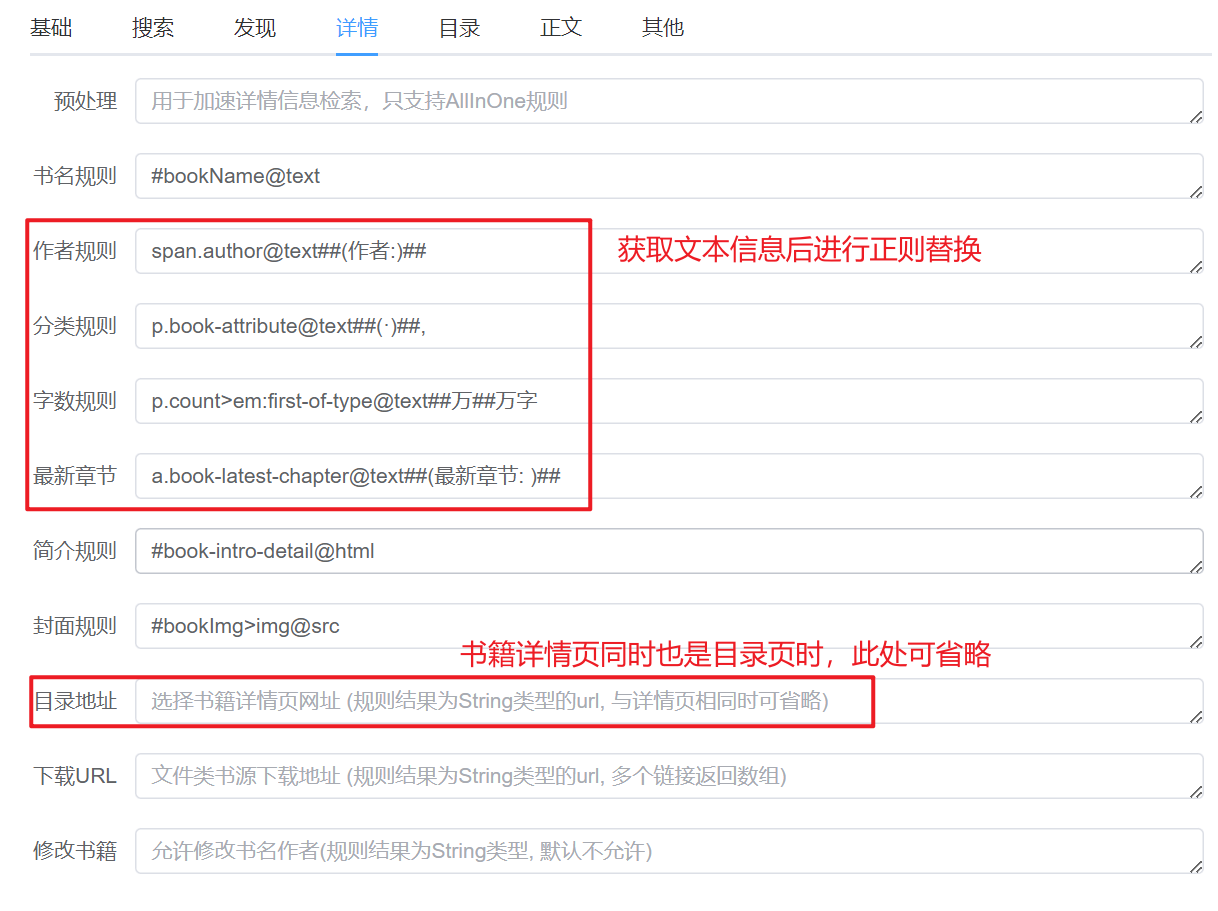 基础 搜索 发现 详情 目录 正文 其他
预处理 用于加速详情信息检索，只支持AllInOne规则
书名规则 #bookName@text
作者规则 span.author@text##(作者:)## 获取文本信息后进行正则替换
分类规则 p.book-attribute@text##(·)##,
字数规则 p.count>em:first-of-type@text##万##万字
最新章节 a.book-latest-chapter@text##(最新章节: )##
简介规则 #book-intro-detail@html
封面规则 #bookImg>img@src
书籍详情页同时也是目录页时，此处可省略
目录地址 选择书籍详情页网址 (规则结果为String类型的url, 与详情页相同时可省略)
下载URL 文件类书源下载地址 (规则结果为String类型的url, 多个链接返回数组)
修改书籍 允许修改书名作者(规则结果为String类型, 默认不允许)